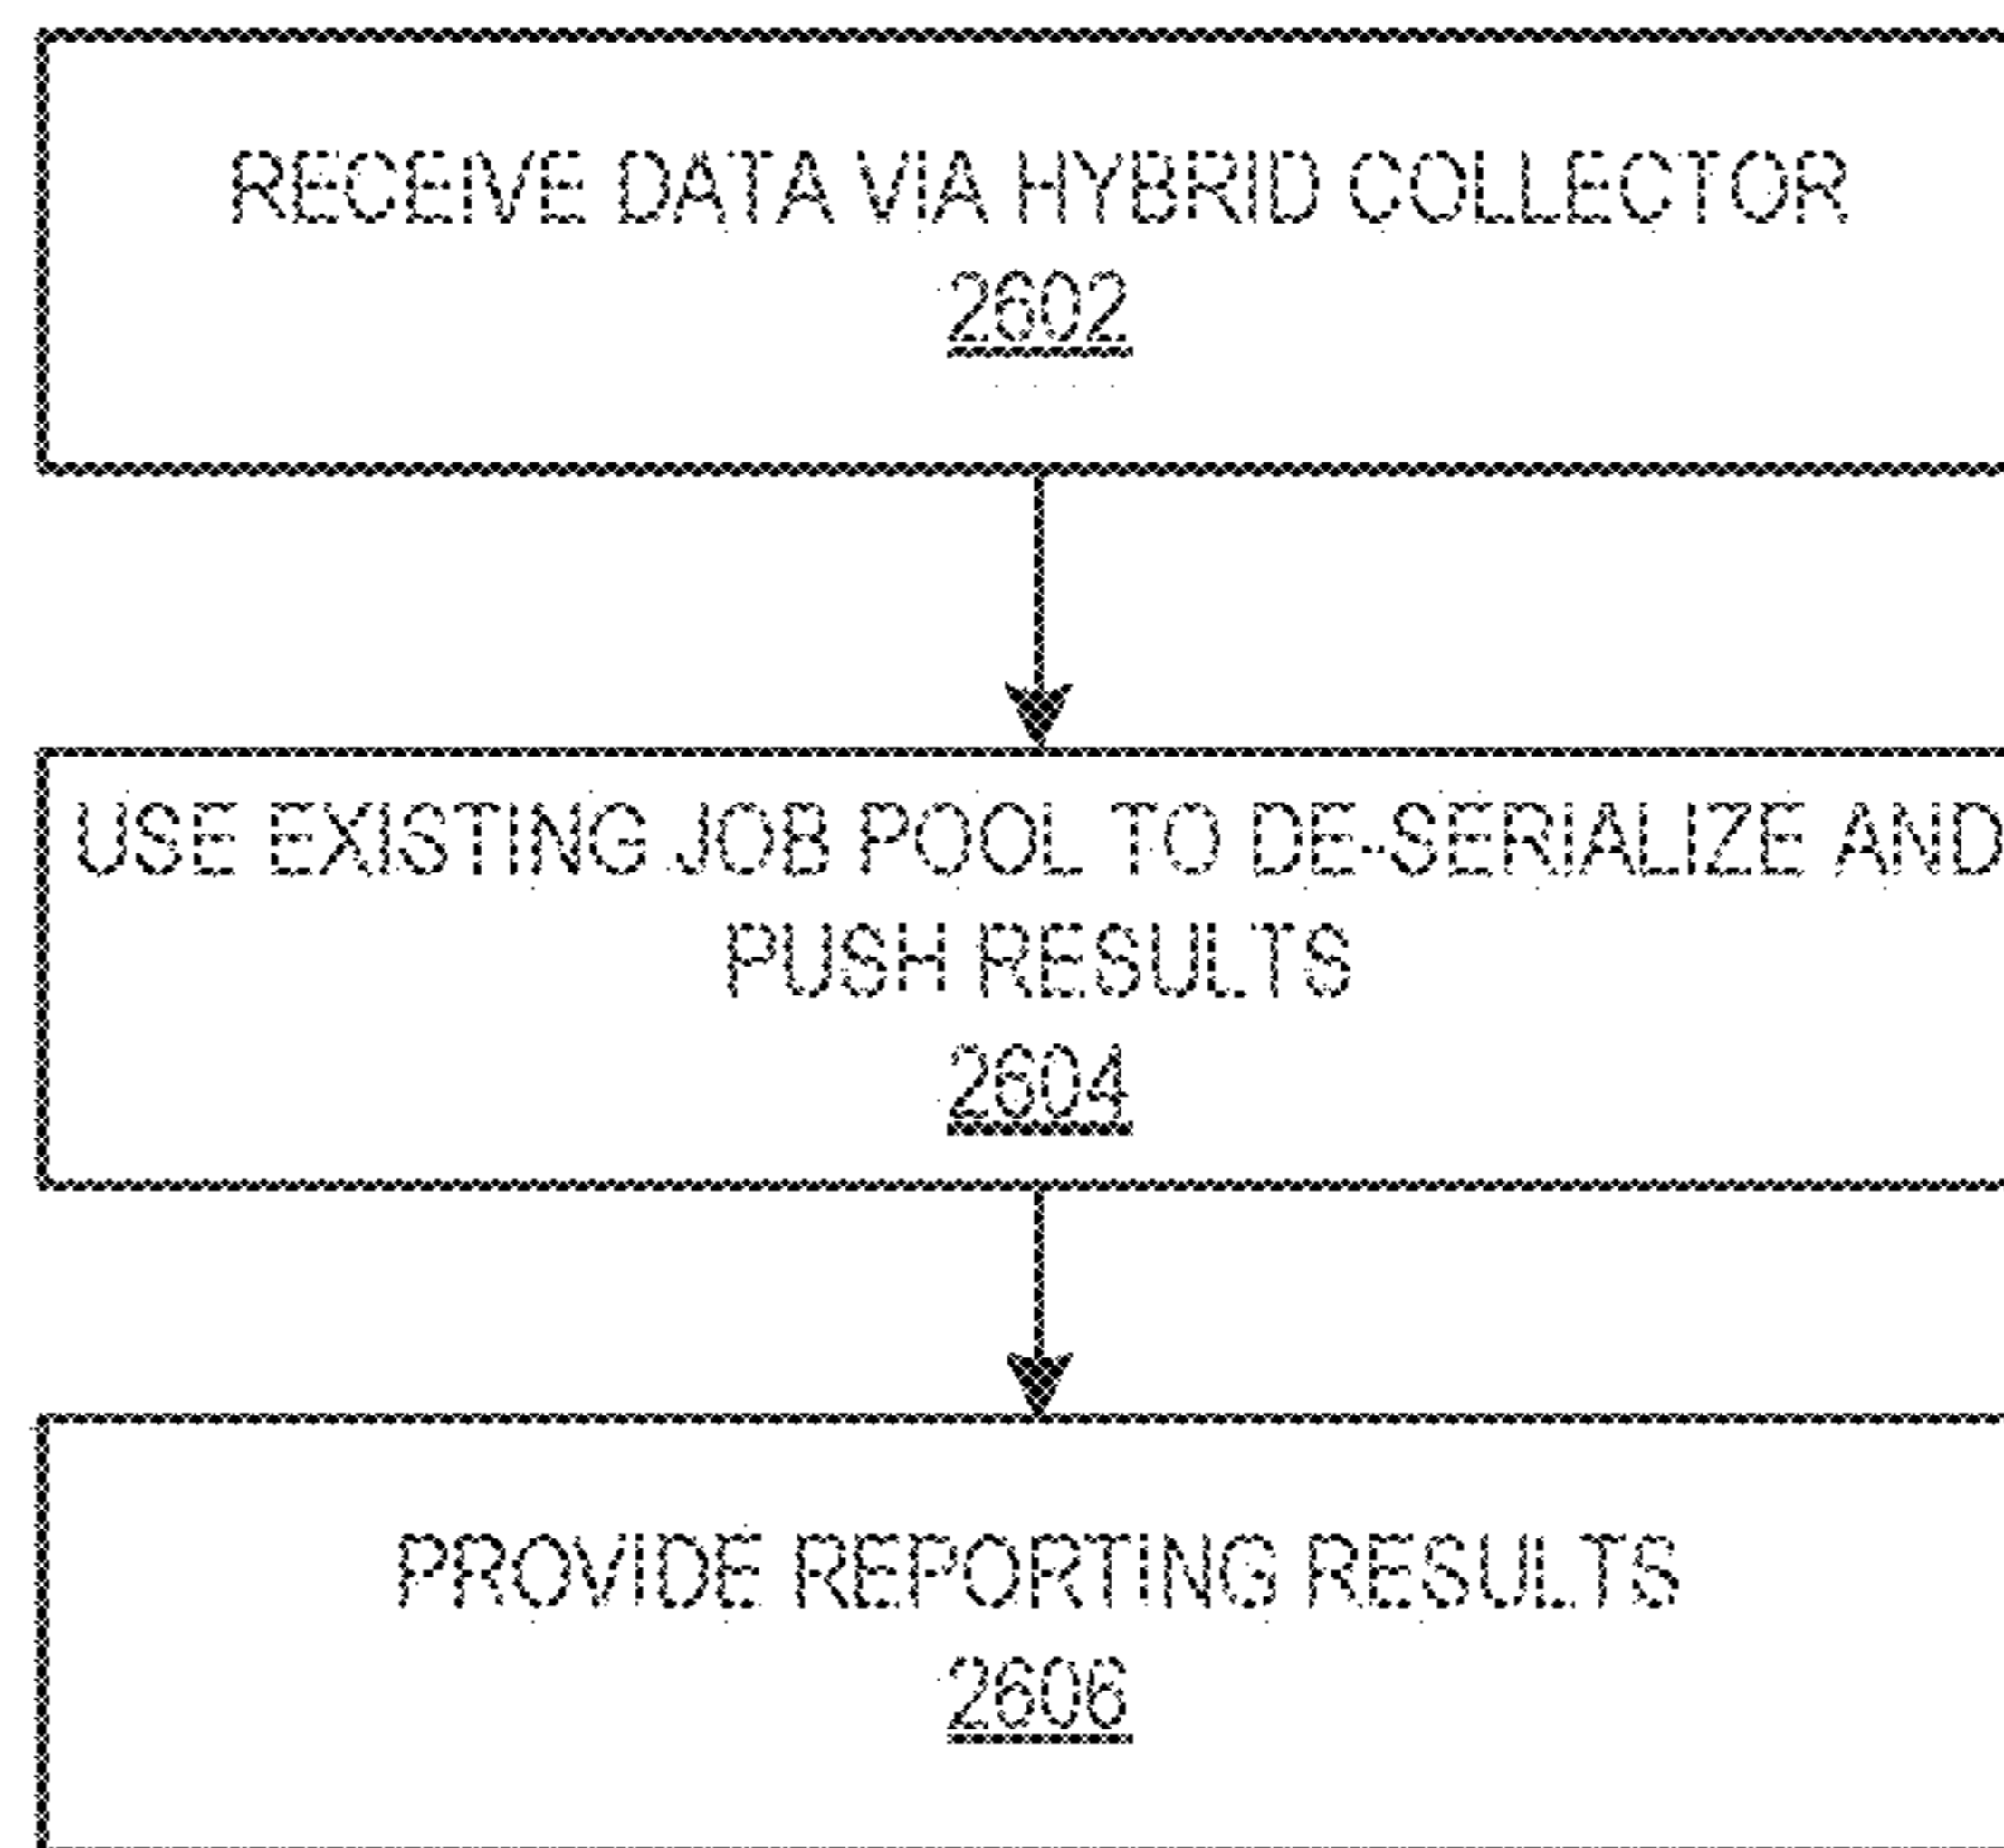 RECEIVE DATA VIA HYBRID COLLECTOR
2602
USE EXISTING JOB POOL TO DE-SERIALIZE AND
PUSH RESULTS
2604
PROVIDE REPORTING RESULTS
2606